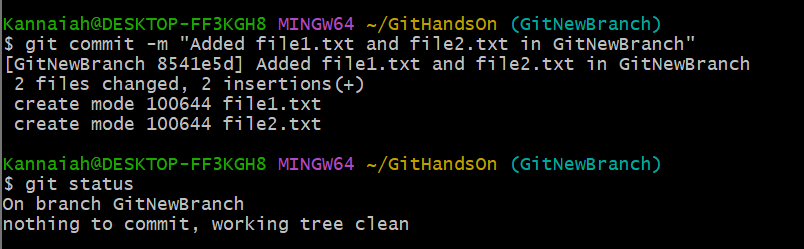 Kannaiah@DESKTOP-FF3KGH8 MINGW64 ~/GitHandsOn (GitNewBranch)
$ git commit -m "Added file1.txt and file2.txt in GitNewBranch"
[GitNewBranch 8541e5d] Added file1.txt and file2.txt in GitNewBranch
 2 files changed, 2 insertions(+)
 create mode 100644 file1.txt
 create mode 100644 file2.txt
Kannaiah@DESKTOP-FF3KGH8 MINGW64 ~/GitHandsOn (GitNewBranch)
$ git status
On branch GitNewBranch
nothing to commit, working tree clean